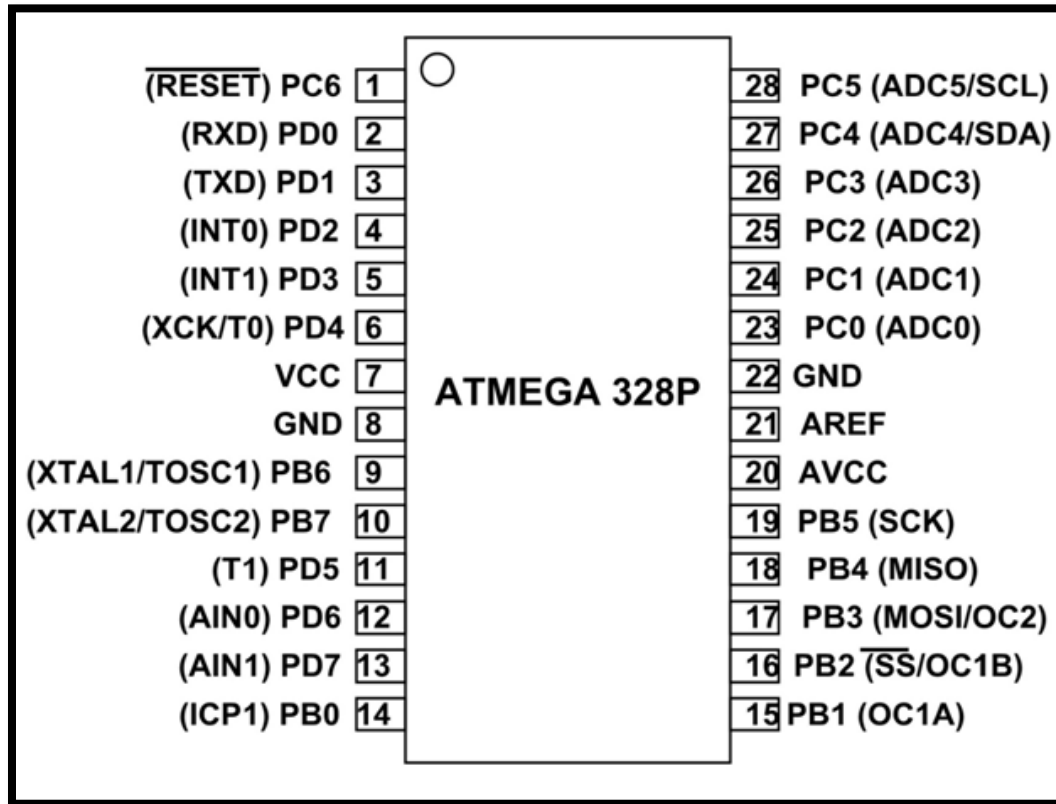 (RESET) PC6 1
(RXD) PD0 2
(TXD) PD1 3
(INT0) PD2 4
(INT1) PD3 5
(XCK/T0) PD4 6
VCC 7
GND 8
(XTAL1/TOSC1) PB6 9
(XTAL2/TOSC2) PB7 10
(T1) PD5 11
(AIN0) PD6 12
(AIN1) PD7 13
(ICP1) PB0 14
ATMEGA 328P
28 PC5 (ADC5/SCL)
27 PC4 (ADC4/SDA)
26 PC3 (ADC3)
25 PC2 (ADC2)
24 PC1 (ADC1)
23 PC0 (ADC0)
22 GND
21 AREF
20 AVCC
19 PB5 (SCK)
18 PB4 (MISO)
17 PB3 (MOSI/OC2)
16 PB2 (SS/OC1B)
15 PB1 (OC1A)